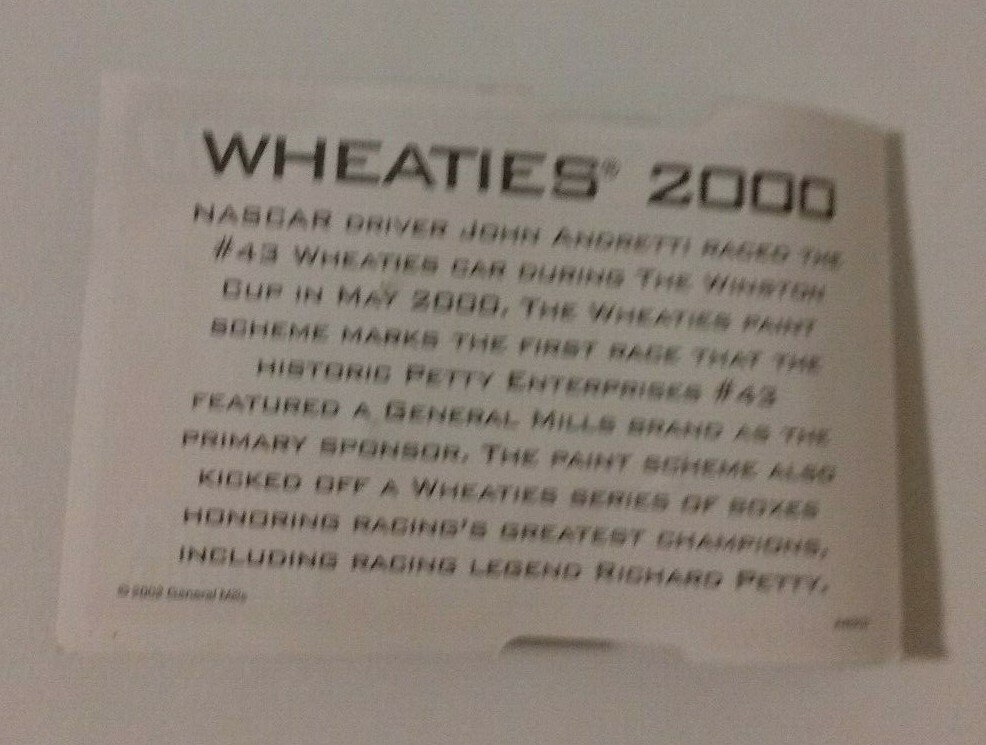 WHEATIES® 2000
NASCAR DRIVER JOHN ANDRETTI RACED THE
#43 WHEATIES CAR DURING THE WINSTON
CUP IN MAY 2000. THE WHEATIES PAINT
SCHEME MARKS THE FIRST RACE THAT THE
HISTORIC PETTY ENTERPRISES #43
FEATURED A GENERAL MILLS BRAND AS THE
PRIMARY SPONSOR. THE PAINT SCHEME ALSO
KICKED OFF A WHEATIES SERIES OF BOXES
HONORING RACING'S GREATEST CHAMPIONS,
INCLUDING RACING LEGEND RICHARD PETTY.
© 2002 General Mills